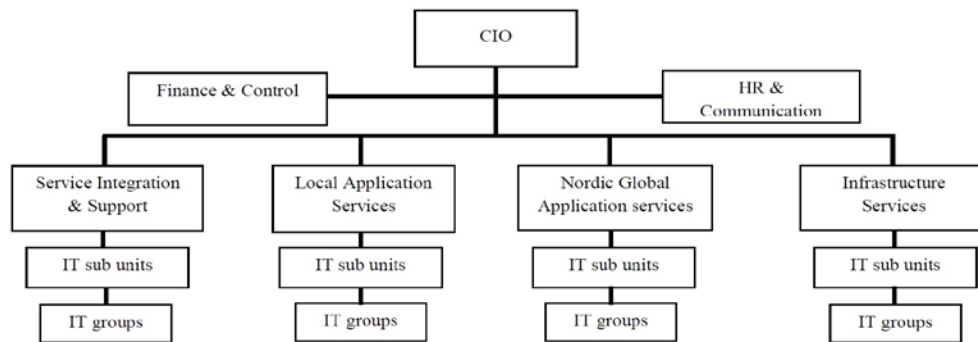 CIO
Finance & Control
HR &
Communication
Service Integration
& Support
Local Application
Services
Nordic Global
Application services
Infrastructure
Services
IT sub units
IT sub units
IT sub units
IT sub units
IT groups
IT groups
IT groups
IT groups